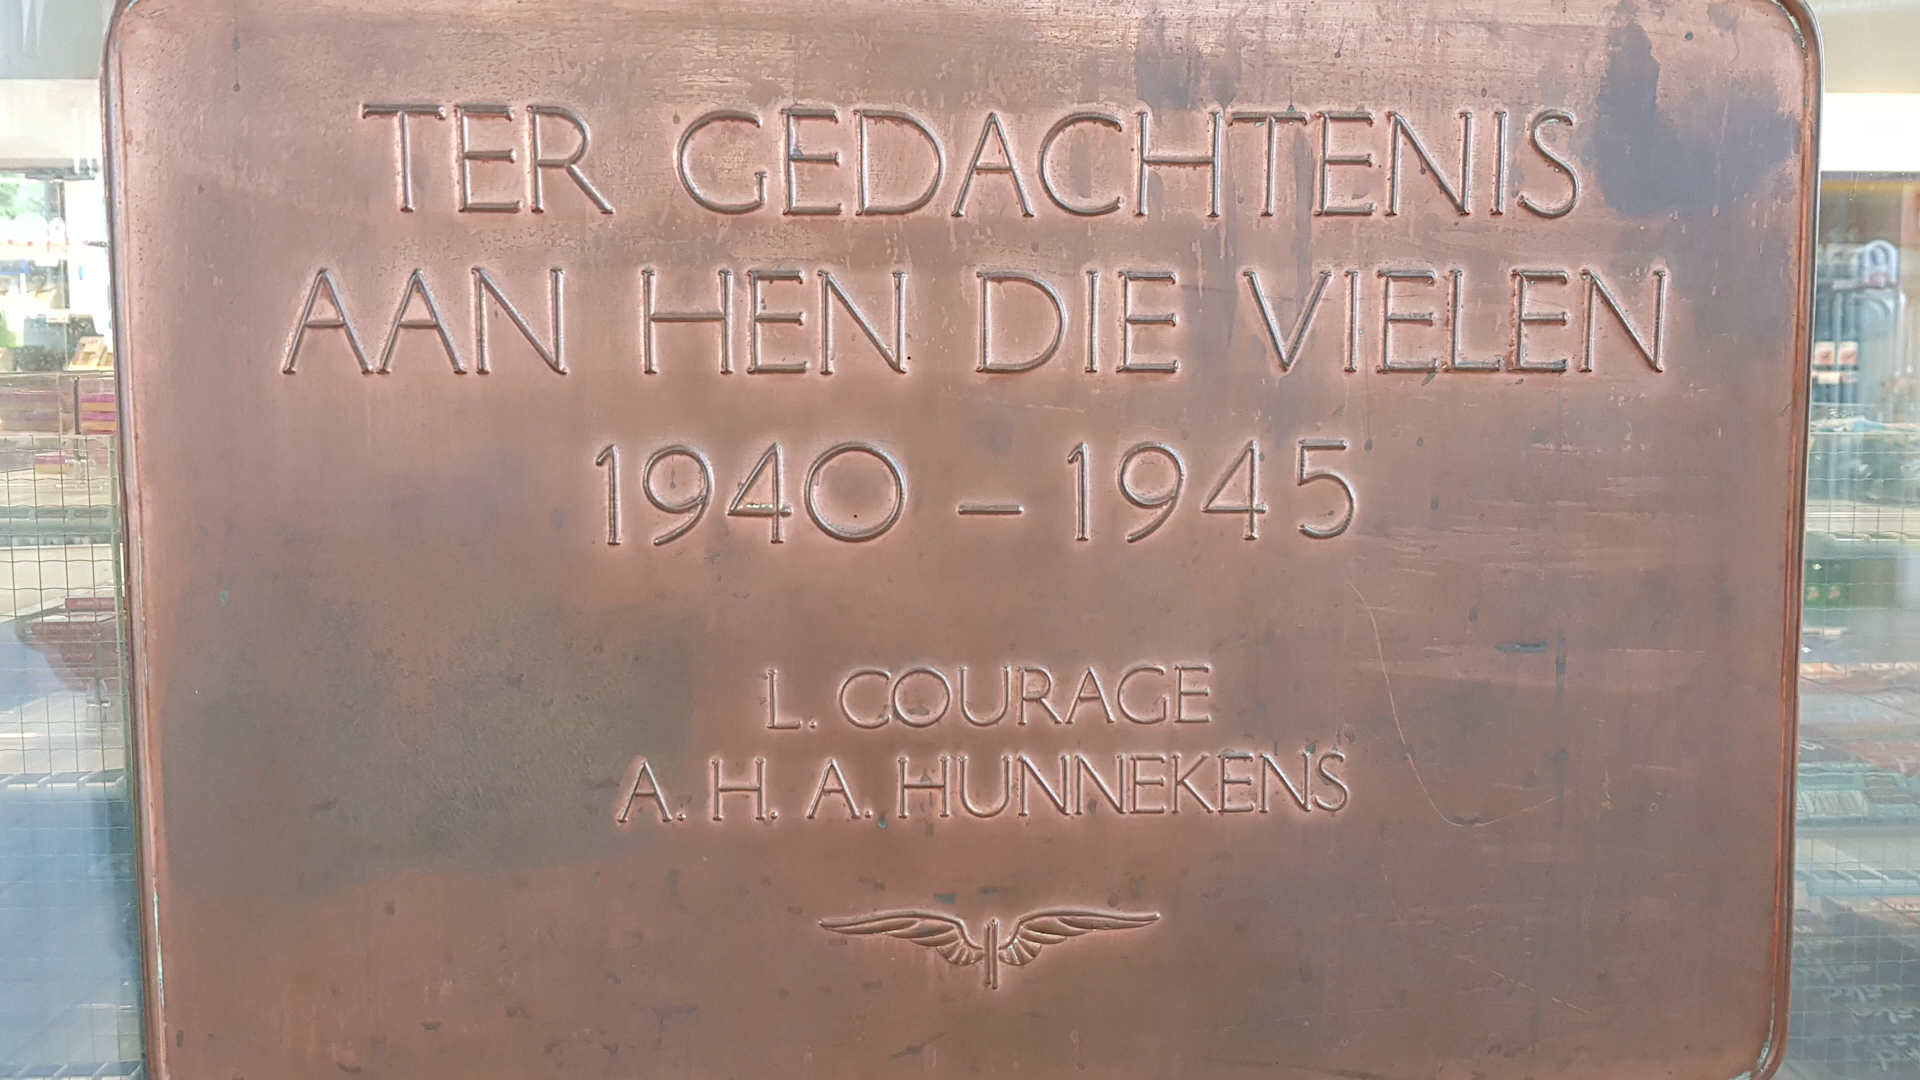 TER GEDACHTENIS
AAN HEN DIE VIELEN
1940 – 1945
L. COURAGE
A. H. A. HUNNEKENS